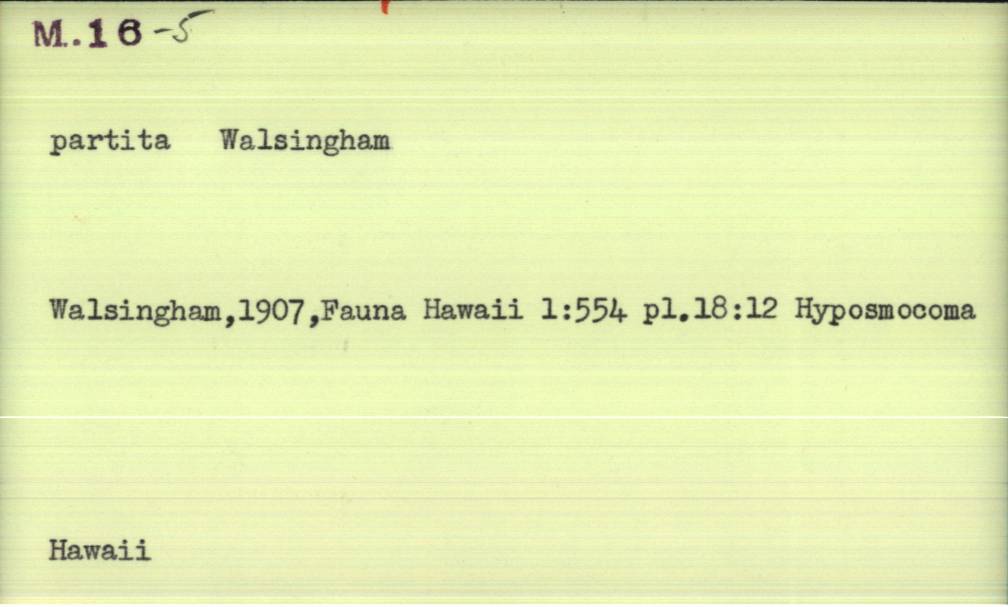 M.16-5
partita Walsingham
Walsingham,1907,Fauna Hawaii 1:554 pl.18:12 Hyposmocoma
Hawaii